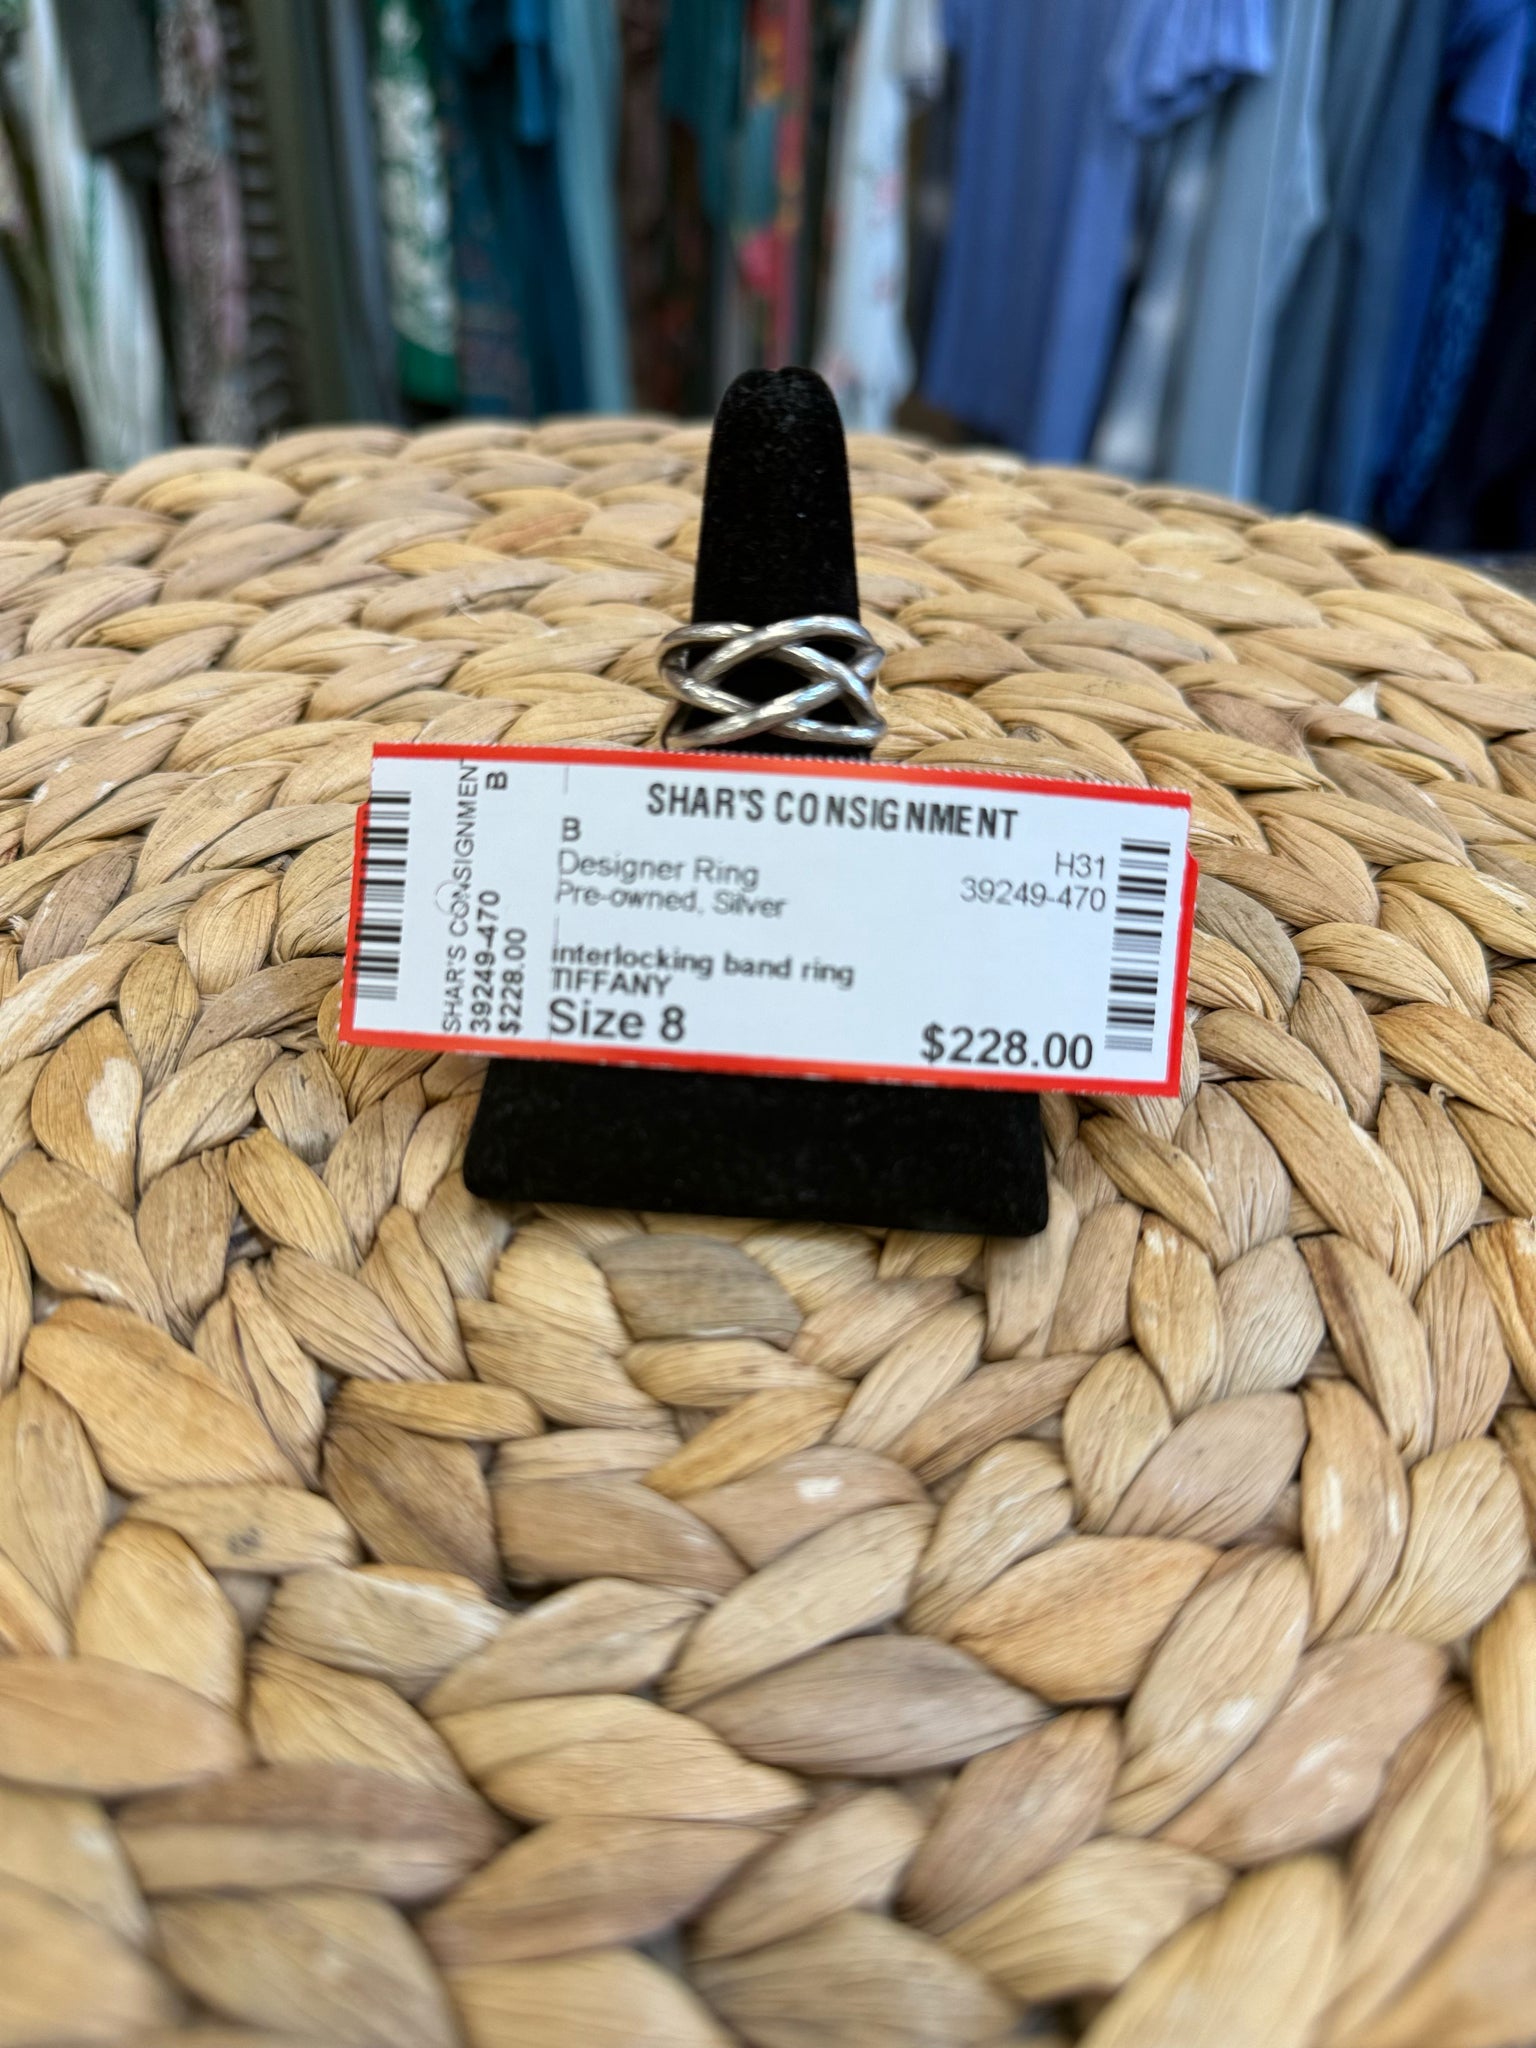 SHAR'S CONSIGNMENT
B
39249-470
$228.00
SHAR'S CONSIGNMENT
B
H31
Designer Ring
39249-470
Pre-owned, Silver
interlocking band ring
TIFFANY
Size 8
$228.00